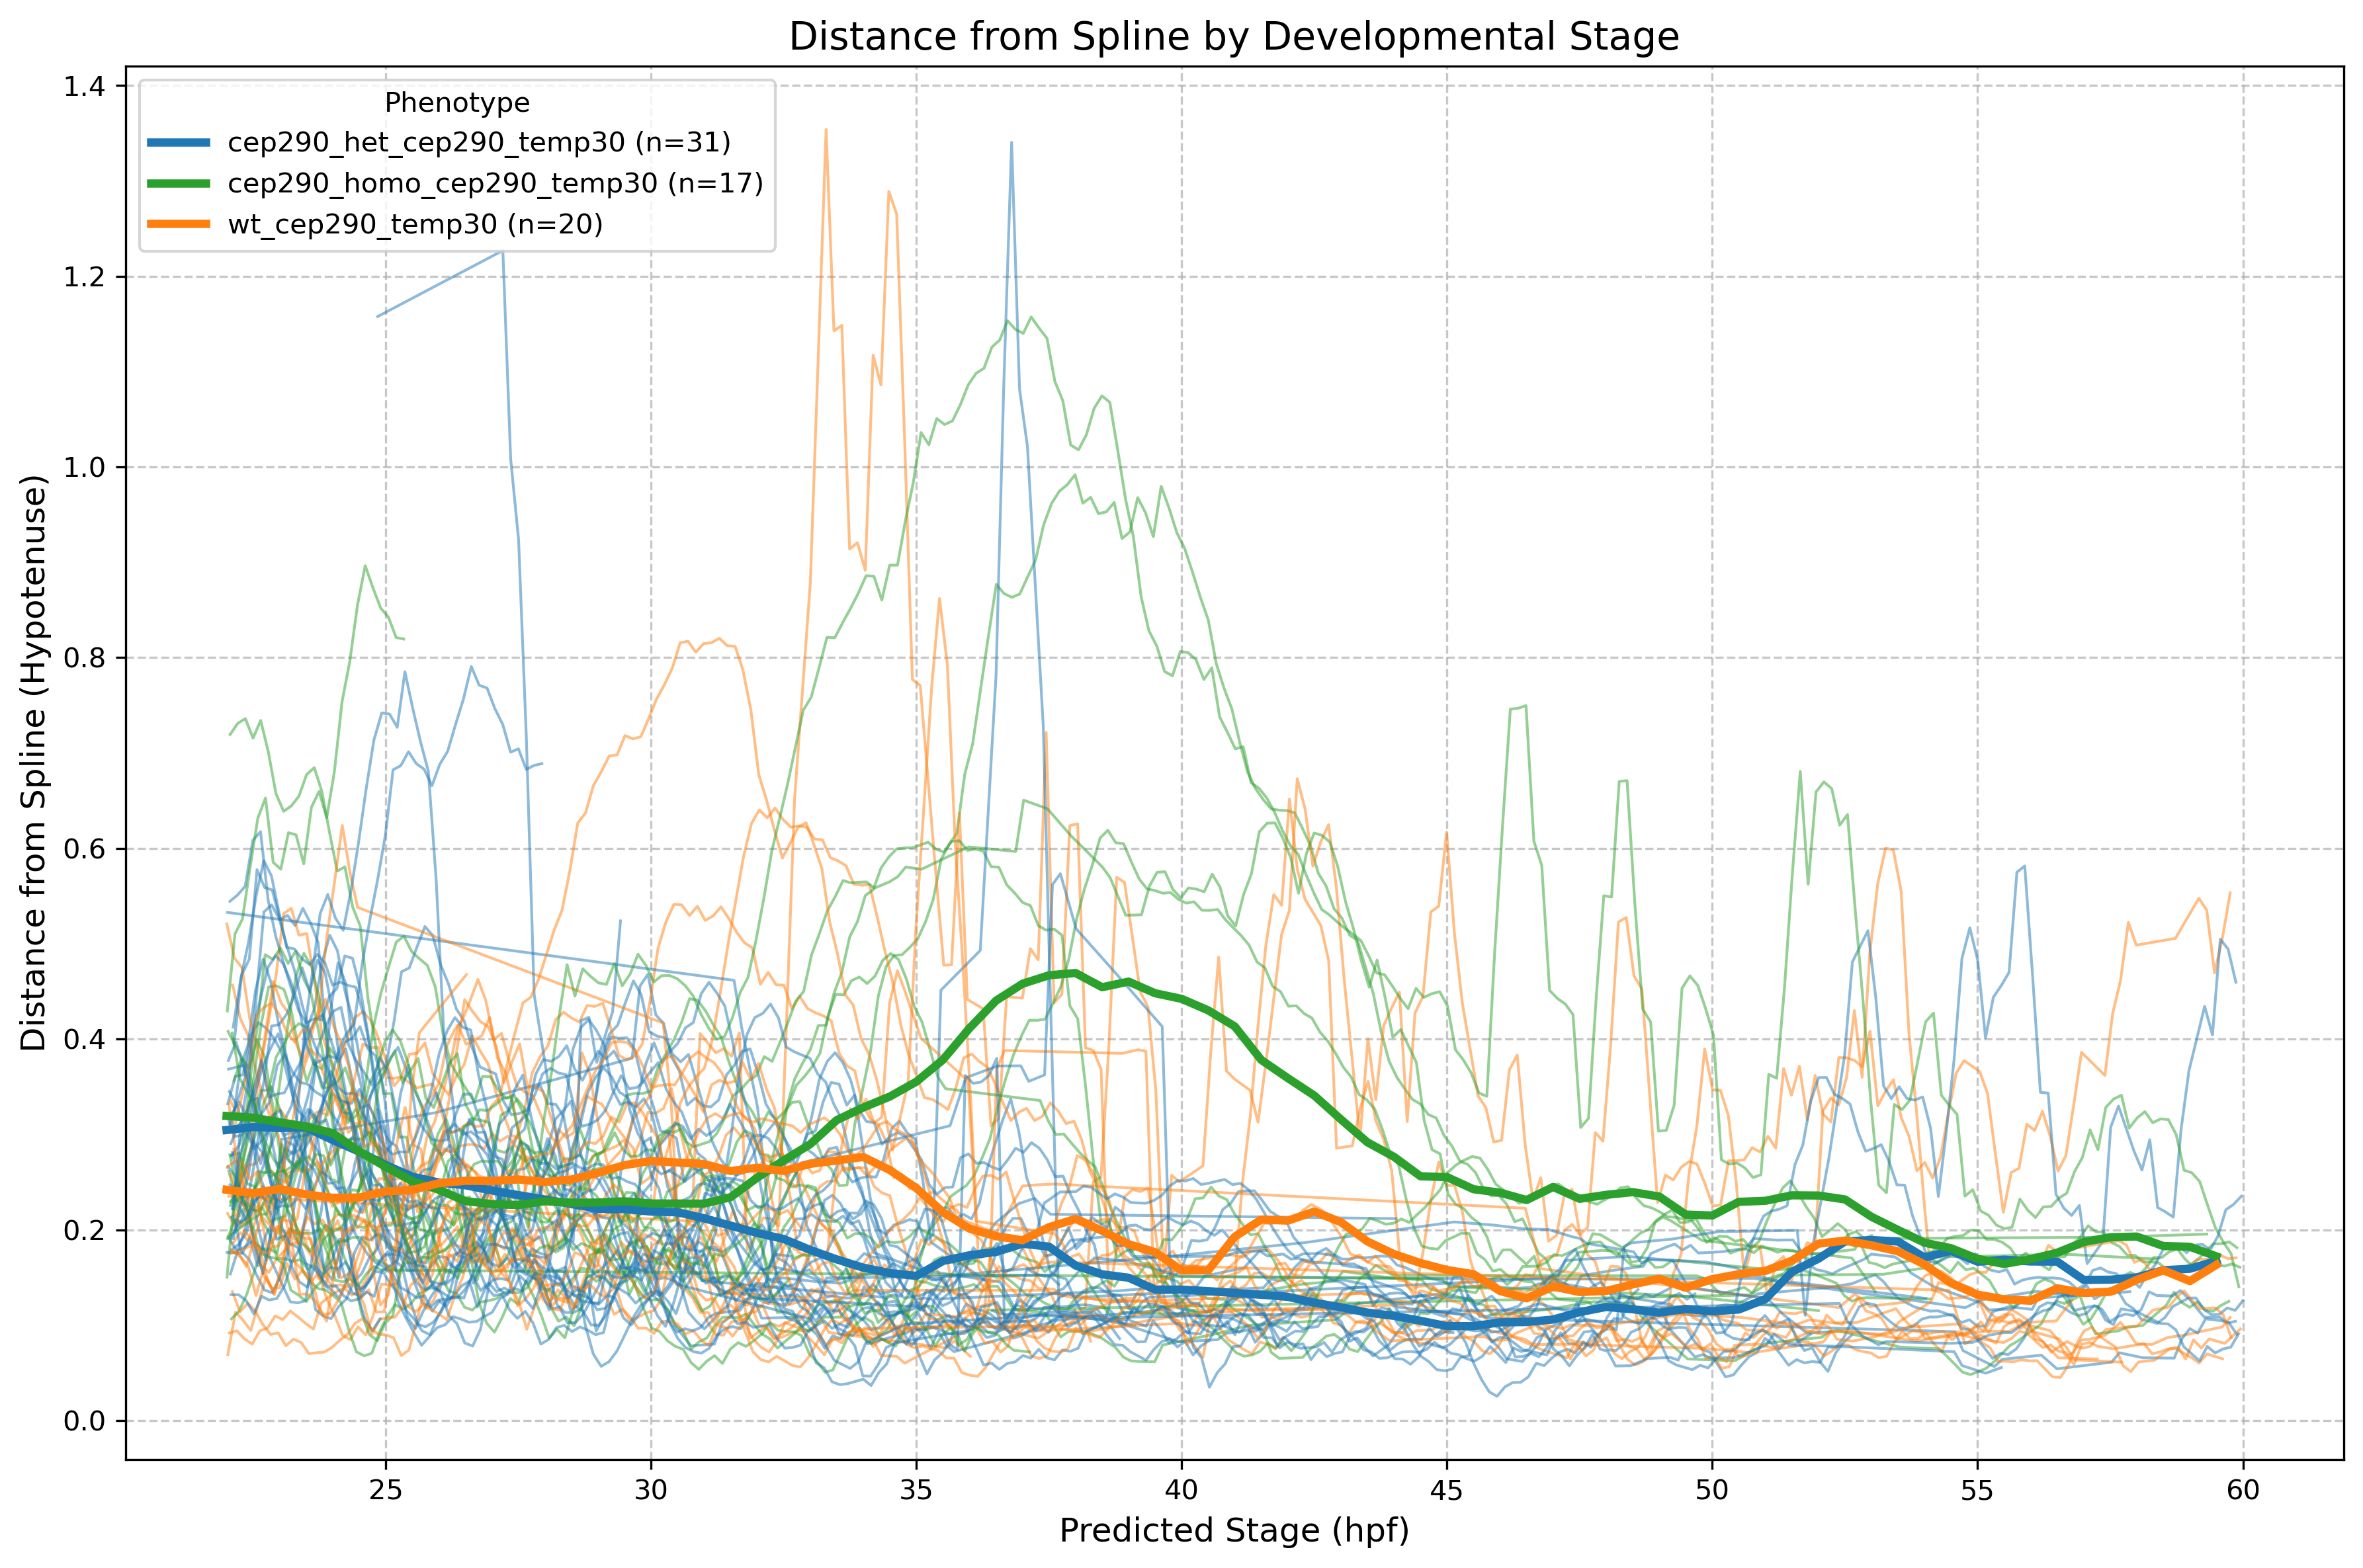 Distance from Spline by Developmental Stage
Phenotype
cep290_het_cep290_temp30 (n=31)
cep290_homo_cep290_temp30 (n=17)
wt_cep290_temp30 (n=20)
Distance from Spline (Hypotenuse)
1.4
1.2
1.0
0.8
0.6
0.4
0.2
0.0
25 30 35 40 45 50 55 60
Predicted Stage (hpf)